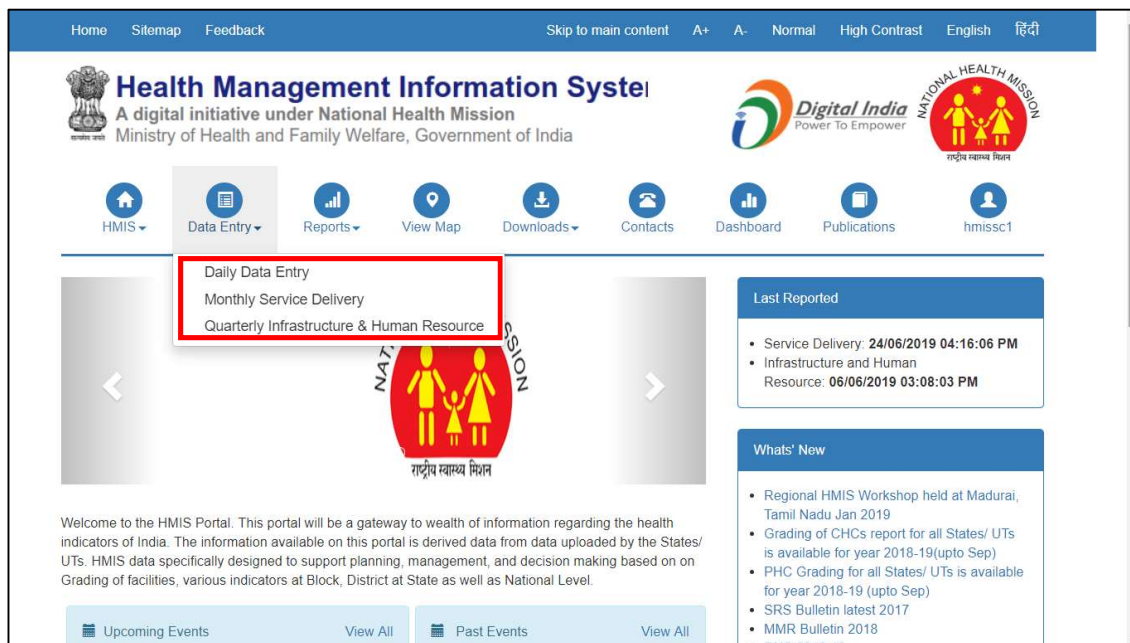 Home Sitemap Feedback Skip to main content A+ A- Normal High Contrast English हिंदी
Health Management Information Syste
A digital initiative under National Health Mission
Ministry of Health and Family Welfare, Government of India
सत्यमेव जयते
Digital India
Power To Empower
NATIONAL HEALTH MISSION
राष्ट्रीय स्वास्थ्य मिशन
HMIS Data Entry Reports View Map Downloads Contacts Dashboard Publications hmissc1
Daily Data Entry
Monthly Service Delivery
Quarterly Infrastructure & Human Resource
NATI
SSION
राष्ट्रीय स्वास्थ्य मिशन
Last Reported
Service Delivery: 24/06/2019 04:16:06 PM
Infrastructure and Human
Resource: 06/06/2019 03:08:03 PM
Whats' New
Regional HMIS Workshop held at Madurai,
Tamil Nadu Jan 2019
Grading of CHCs report for all States/ UTs
is available for year 2018-19(upto Sep)
PHC Grading for all States/ UTs is available
for year 2018-19 (upto Sep)
SRS Bulletin latest 2017
MMR Bulletin 2018
Welcome to the HMIS Portal. This portal will be a gateway to wealth of information regarding the health
indicators of India. The information available on this portal is derived data from data uploaded by the States/
UTs. HMIS data specifically designed to support planning, management, and decision making based on on
Grading of facilities, various indicators at Block, District at State as well as National Level.
Upcoming Events View All
Past Events View All